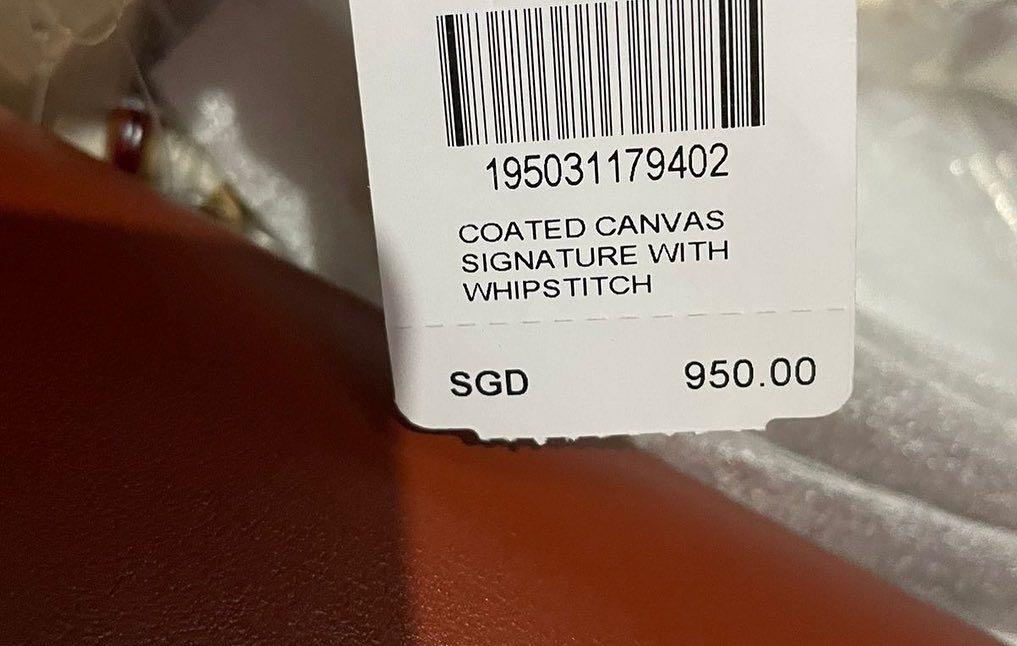 195031179402
COATED CANVAS
SIGNATURE WITH
WHIPSTITCH
SGD 950.00